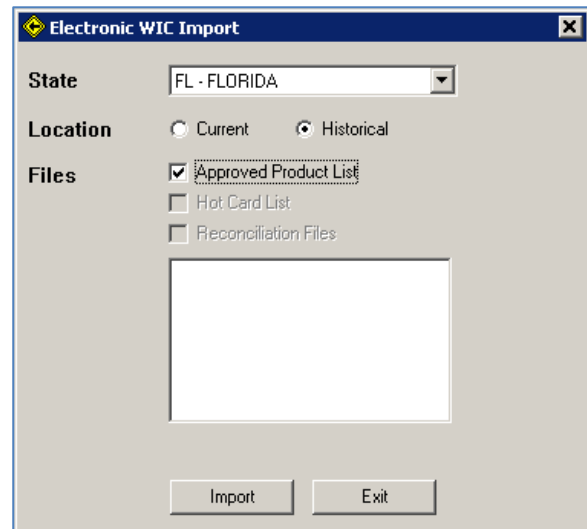 Electronic WIC Import
State FL - FLORIDA
Location Current Historical
Files Approved Product List
Hot Card List
Reconciliation Files
Import Exit